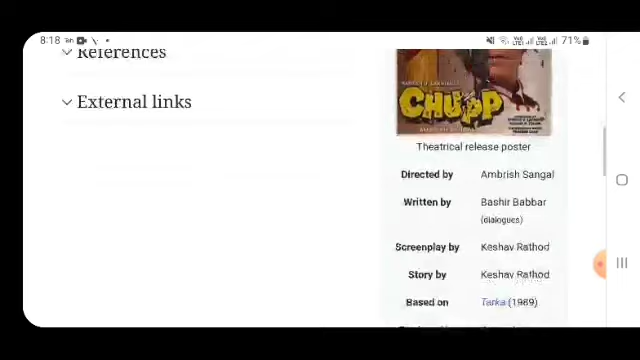 8:18
71%
References
External links
CHUPP
Theatrical release poster
Directed by Ambrish Sangal
Written by Bashir Babbar
(dialogues)
Screenplay by Keshav Rathod
Story by Keshav Rathod
Based on Tarka (1989)